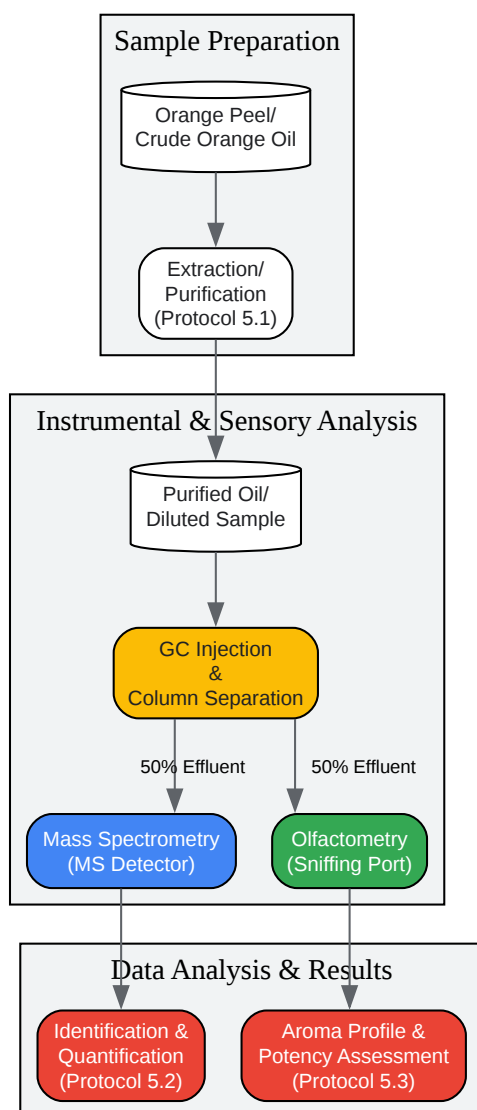 Sample Preparation
Orange Peel/
Crude Orange Oil
Extraction/
Purification
(Protocol 5.1)
Instrumental & Sensory Analysis
Purified Oil/
Diluted Sample
GC Injection
&
Column Separation
50% Effluent
50% Effluent
Mass Spectrometry
(MS Detector)
Olfactometry
(Sniffing Port)
Data Analysis & Results
Identification &
Quantification
(Protocol 5.2)
Aroma Profile &
Potency Assessment
(Protocol 5.3)